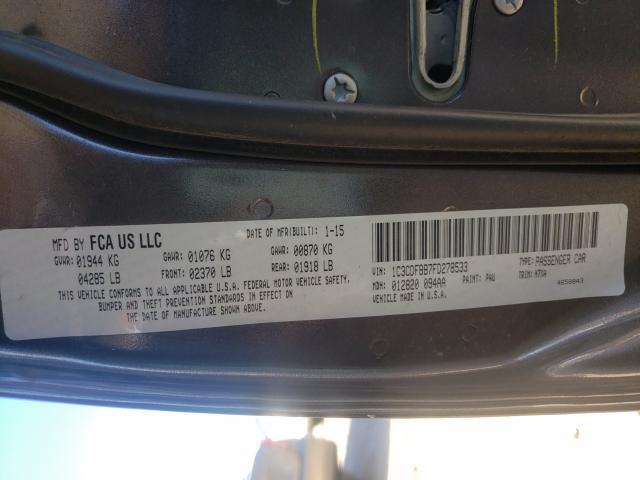 MFD BY FCA US LLC DATE OF MFR(BUILT): 1-15
GVWR: 01944 KG GAWR: 01076 KG GAWR: 00870 KG
04285 LB FRONT: 02370 LB REAR: 01918 LB
THIS VEHICLE CONFORMS TO ALL APPLICABLE U.S.A. FEDERAL MOTOR VEHICLE SAFETY,
BUMPER AND THEFT PREVENTION STANDARDS IN EFFECT ON
THE DATE OF MANUFACTURE SHOWN ABOVE.
VIN: 1C3CDFBB7FD278533 TYPE: PASSENGER CAR
MDH: 012820 094AA PAINT: PAU TRIM: H7XA
4658843